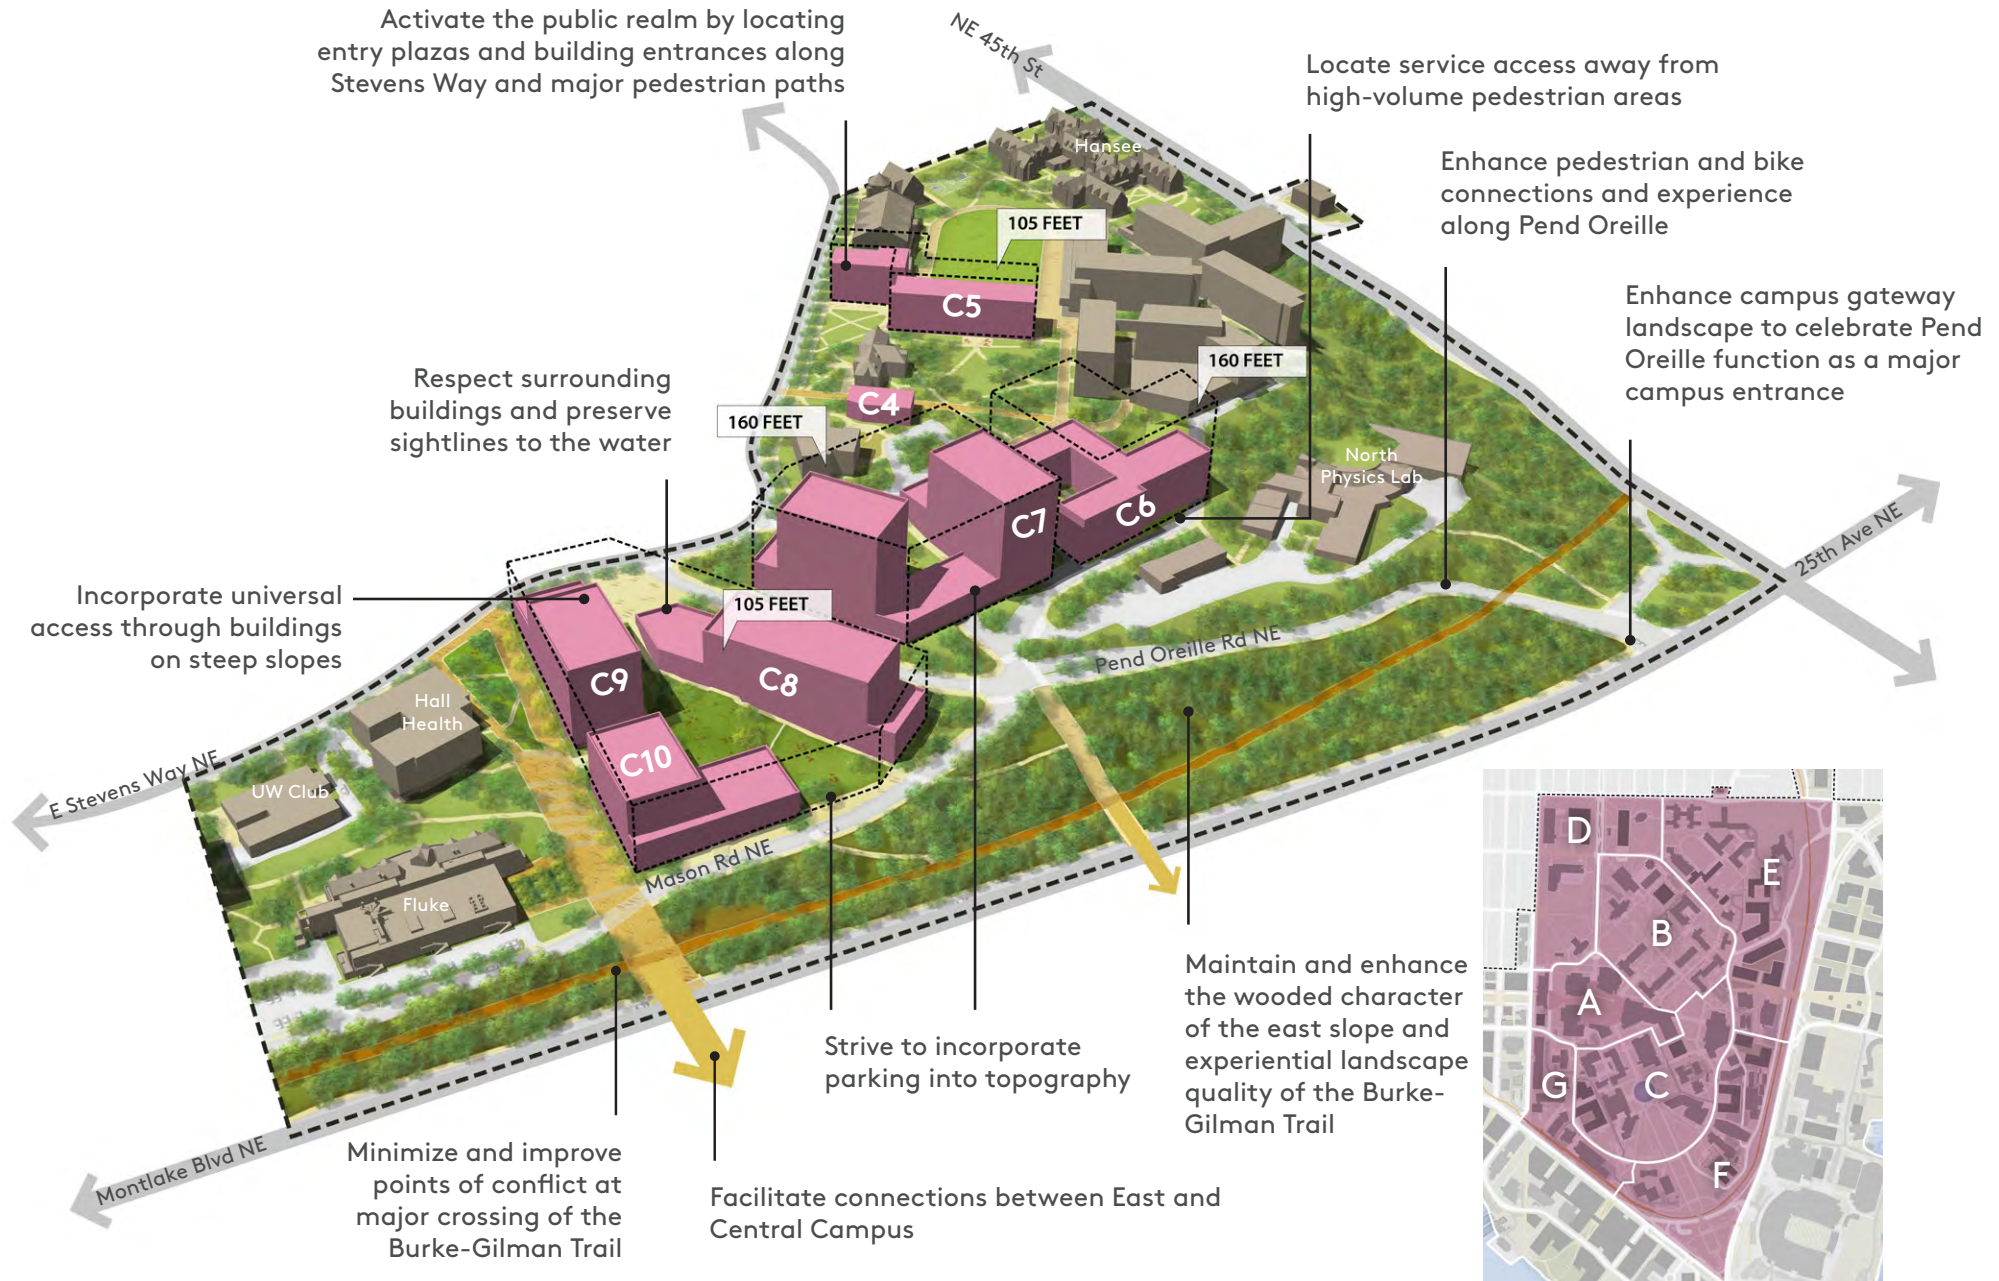 Activate the public realm by locating
entry plazas and building entrances along
Stevens Way and major pedestrian paths
NE 45th St
Locate service access away from
high-volume pedestrian areas
Hansee
Enhance pedestrian and bike
connections and experience
along Pend Oreille
105 FEET
C5
Enhance campus gateway
landscape to celebrate Pend
Oreille function as a major
campus entrance
Respect surrounding
buildings and preserve
sightlines to the water
160 FEET
C4
160 FEET
North
Physics Lab
C7
C6
25th Ave NE
Incorporate universal
access through buildings
on steep slopes
105 FEET
Pend Oreille Rd NE
C9
C8
Hall
Health
C10
E Stevens Way NE
UW Club
Mason Rd NE
Fluke
D
E
B
A
G
C
F
Maintain and enhance
the wooded character
of the east slope and
experiential landscape
quality of the Burke-
Gilman Trail
Strive to incorporate
parking into topography
Montlake Blvd NE
Minimize and improve
points of conflict at
major crossing of the
Burke-Gilman Trail
Facilitate connections between East and
Central Campus